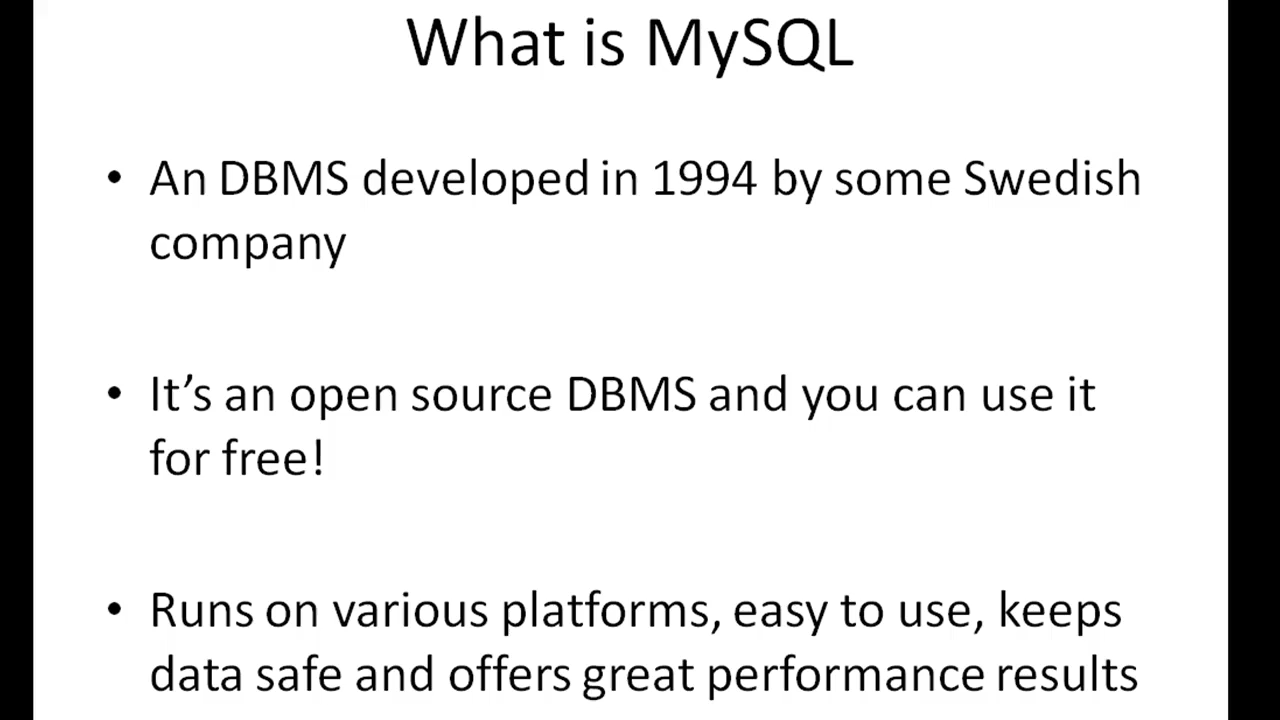 What is MySQL
• An DBMS developed in 1994 by some Swedish
company
• It’s an open source DBMS and you can use it
for free!
• Runs on various platforms, easy to use, keeps
data safe and offers great performance results